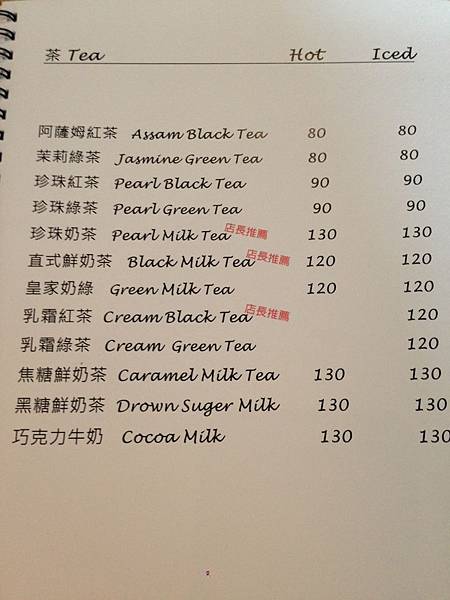 茶 Tea Hot Iced
阿薩姆紅茶 Assam Black Tea 80 80
茉莉綠茶 Jasmine Green Tea 80 80
珍珠紅茶 Pearl Black Tea 90 90
珍珠綠茶 Pearl Green Tea 90 90
珍珠奶茶 Pearl Milk Tea 店長推薦 130 130
直式鮮奶茶 Black Milk Tea 店長推薦 120 120
皇家奶綠 Green Milk Tea 120 120
乳霜紅茶 Cream Black Tea 店長推薦 120
乳霜綠茶 Cream Green Tea 120
焦糖鮮奶茶 Caramel Milk Tea 130 130
黑糖鮮奶茶 Drown Suger Milk 130 130
巧克力牛奶 Cocoa Milk 130 130